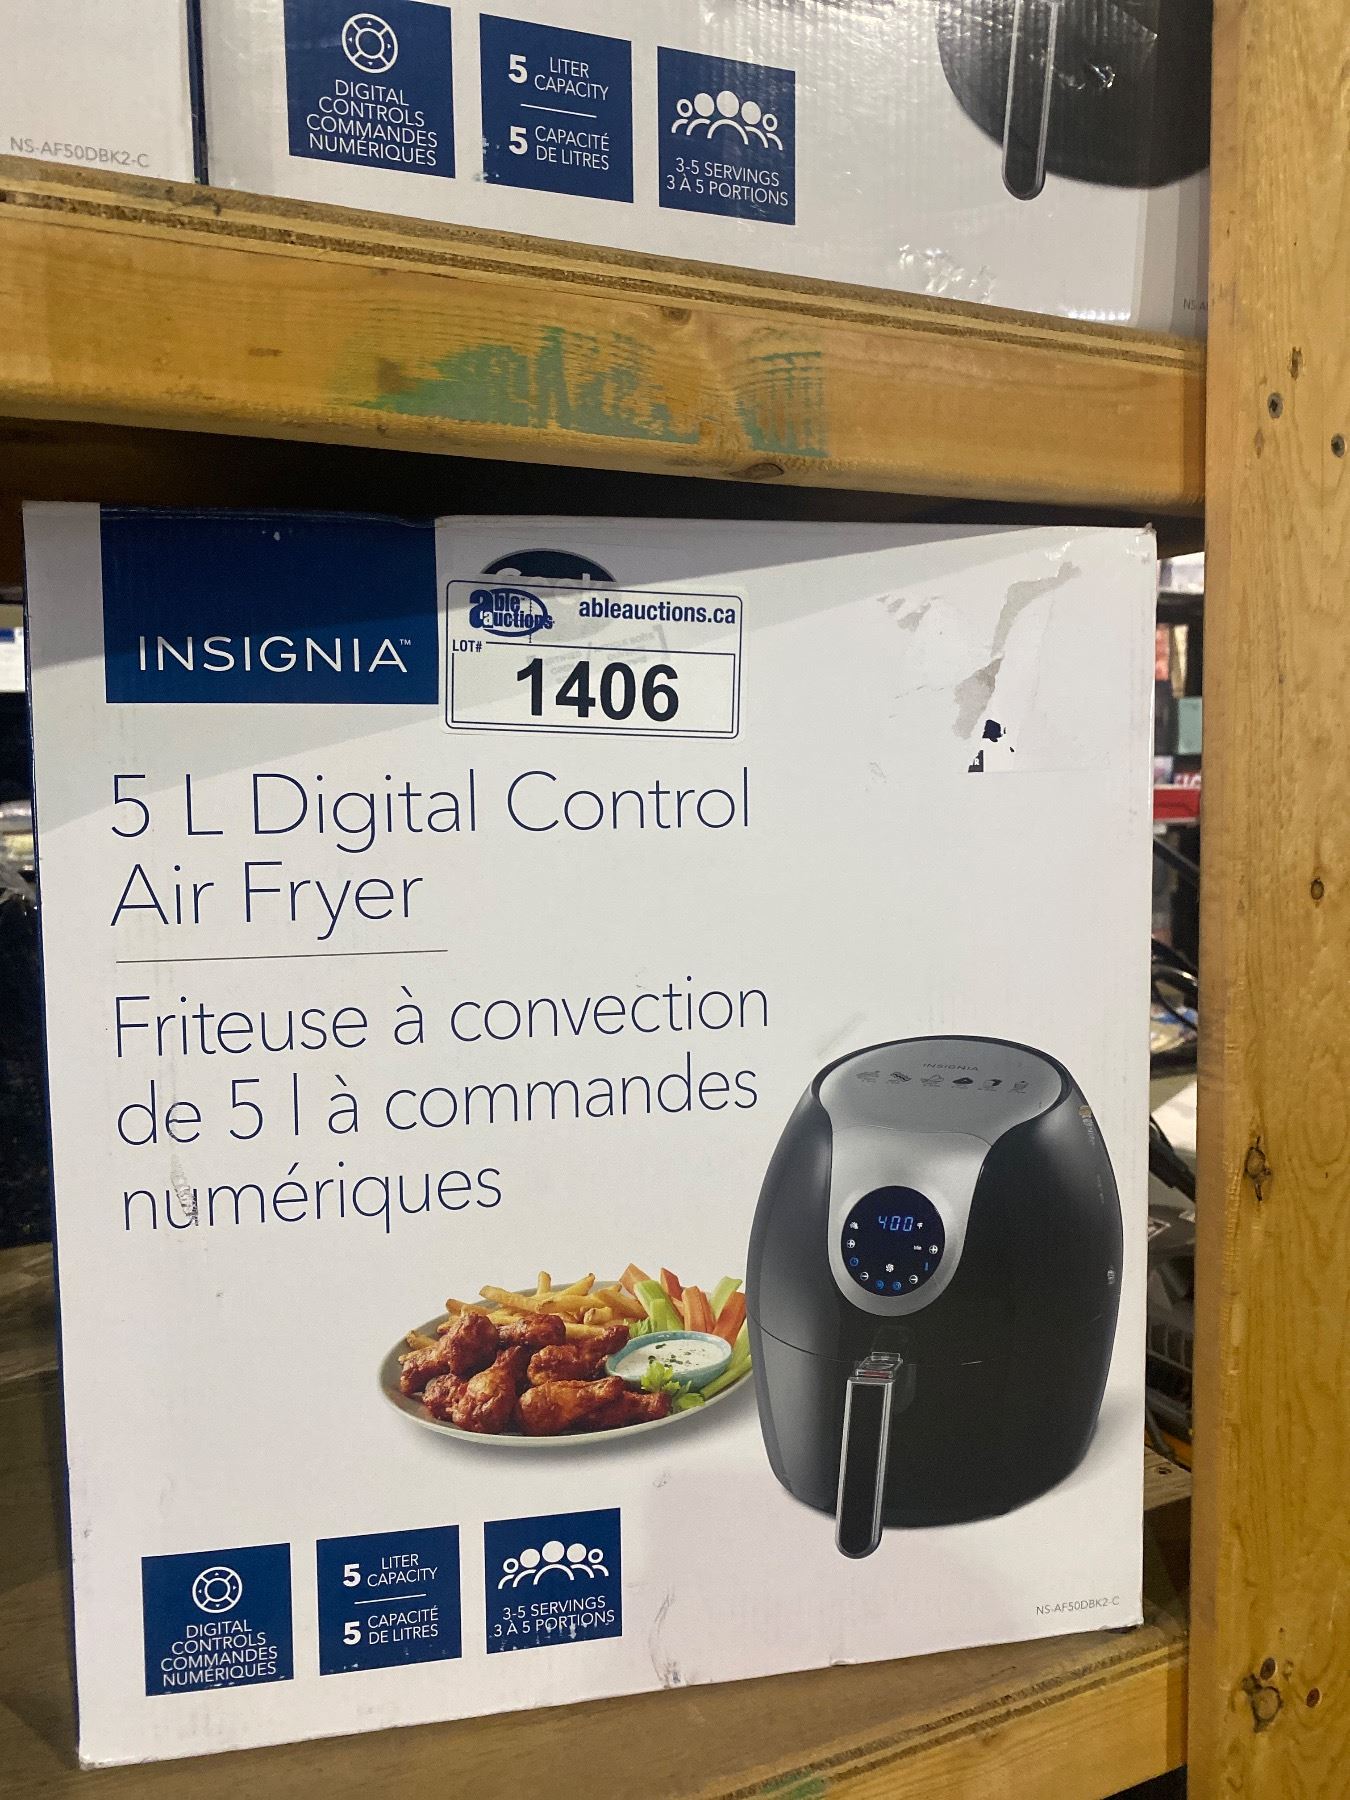 NS-AF50DBK2-C
DIGITAL
CONTROLS
COMMANDES
NUMÉRIQUES
5 LITER
CAPACITY
5 CAPACITÉ
DE LITRES
3-5 SERVINGS
3 À 5 PORTIONS
INSIGNIA™
able auctions
ableauctions.ca
LOT#
1406
5 L Digital Control
Air Fryer
Friteuse à convection
de 5 l à commandes
numériques
INSIGNIA
400 °F
DIGITAL
CONTROLS
COMMANDES
NUMÉRIQUES
5 LITER
CAPACITY
5 CAPACITÉ
DE LITRES
3-5 SERVINGS
3 À 5 PORTIONS
NS-AF50DBK2-C